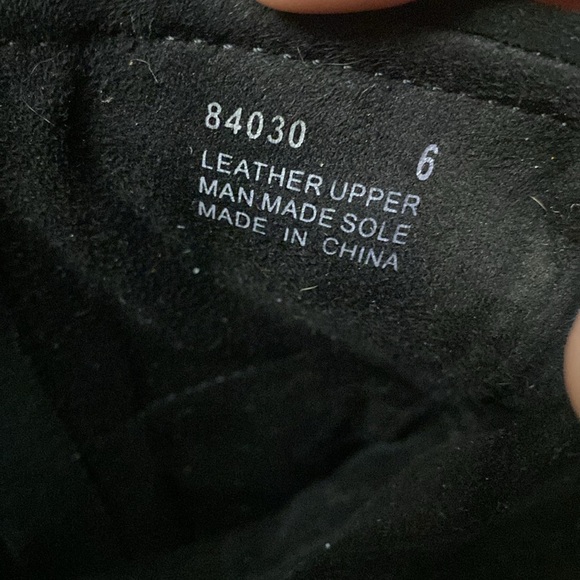 84030 6
LEATHER UPPER
MAN MADE SOLE
MADE IN CHINA